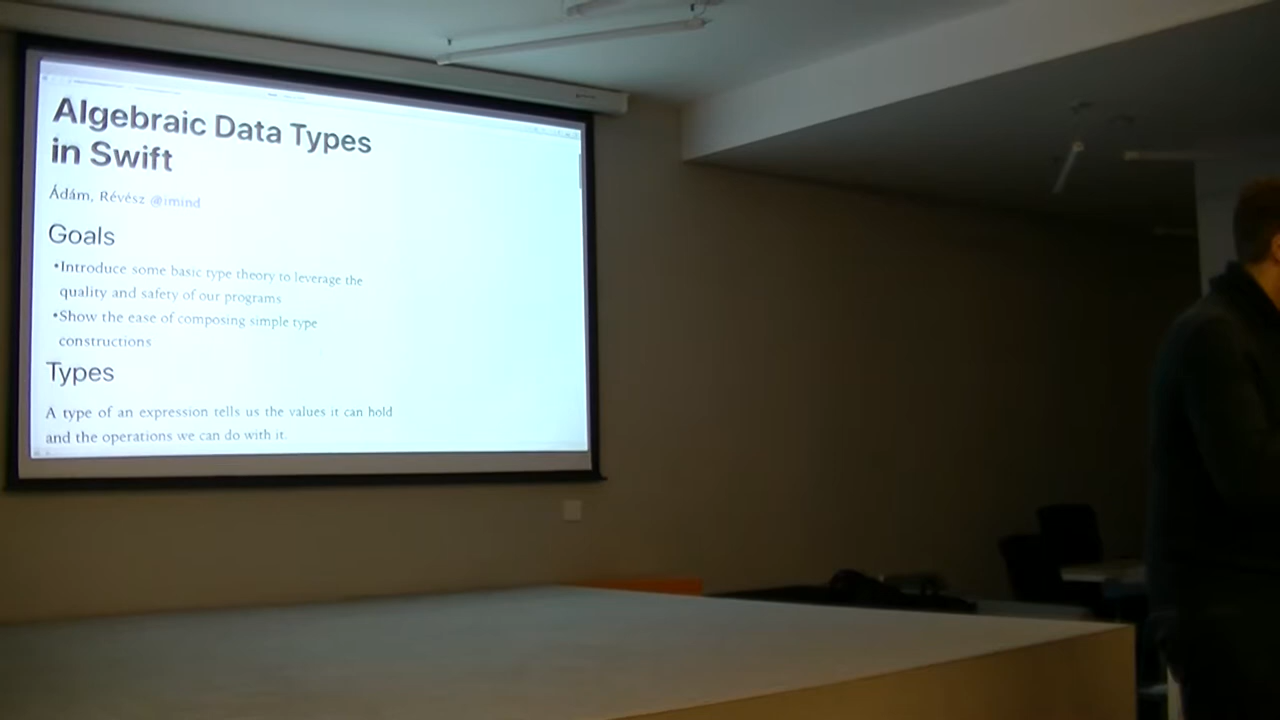 Algebraic Data Types
in Swift
Ádám, Révész @imind
Goals
•Introduce some basic type theory to leverage the
quality and safety of our programs
•Show the ease of composing simple type
constructions
Types
A type of an expression tells us the values it can hold
and the operations we can do with it.